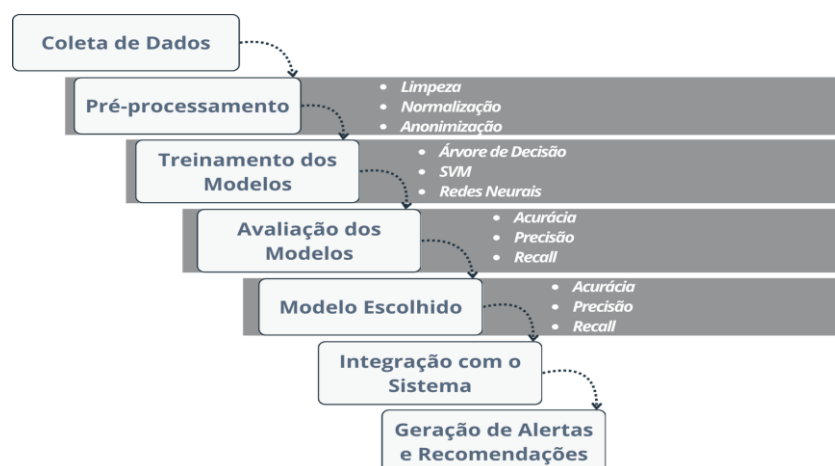 Coleta de Dados
Pré-processamento
• Limpeza
• Normalização
• Anonimização
Treinamento dos
Modelos
• Árvore de Decisão
• SVM
• Redes Neurais
Avaliação dos
Modelos
• Acurácia
• Precisão
• Recall
Modelo Escolhido
• Acurácia
• Precisão
• Recall
Integração com o
Sistema
Geração de Alertas
e Recomendações